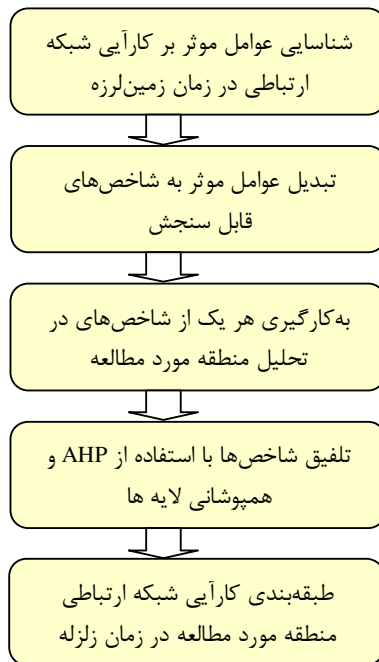 شناسایی عوامل موثر بر کارآیی شبکه
ارتباطی در زمان زمین‌لرزه
تبدیل عوامل موثر به شاخص‌های
قابل سنجش
به‌کارگیری هر یک از شاخص‌های در
تحلیل منطقه مورد مطالعه
تلفیق شاخص‌ها با استفاده از AHP و
همپوشانی لایه ها
طبقه‌بندی کارآیی شبکه ارتباطی
منطقه مورد مطالعه در زمان زلزله